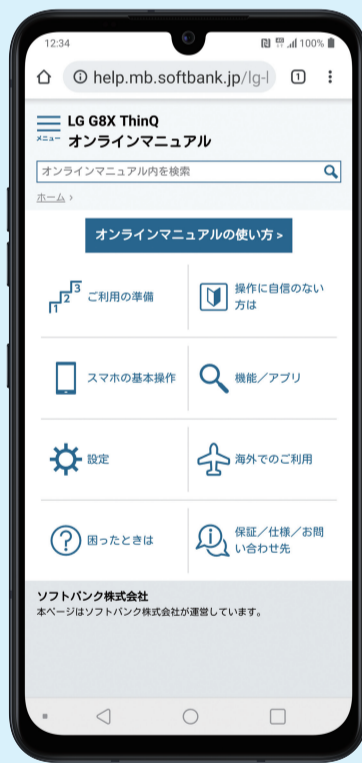 12:34
100%
help.mb.softbank.jp/lg-l
1
LG G8X ThinQ
メニュー
オンラインマニュアル
オンラインマニュアル内を検索
ホーム >
オンラインマニュアルの使い方 >
1 2 3
ご利用の準備
操作に自信のない
方は
スマホの基本操作
機能／アプリ
設定
海外でのご利用
困ったときは
保証／仕様／お問
い合わせ先
ソフトバンク株式会社
本ページはソフトバンク株式会社が運営しています。